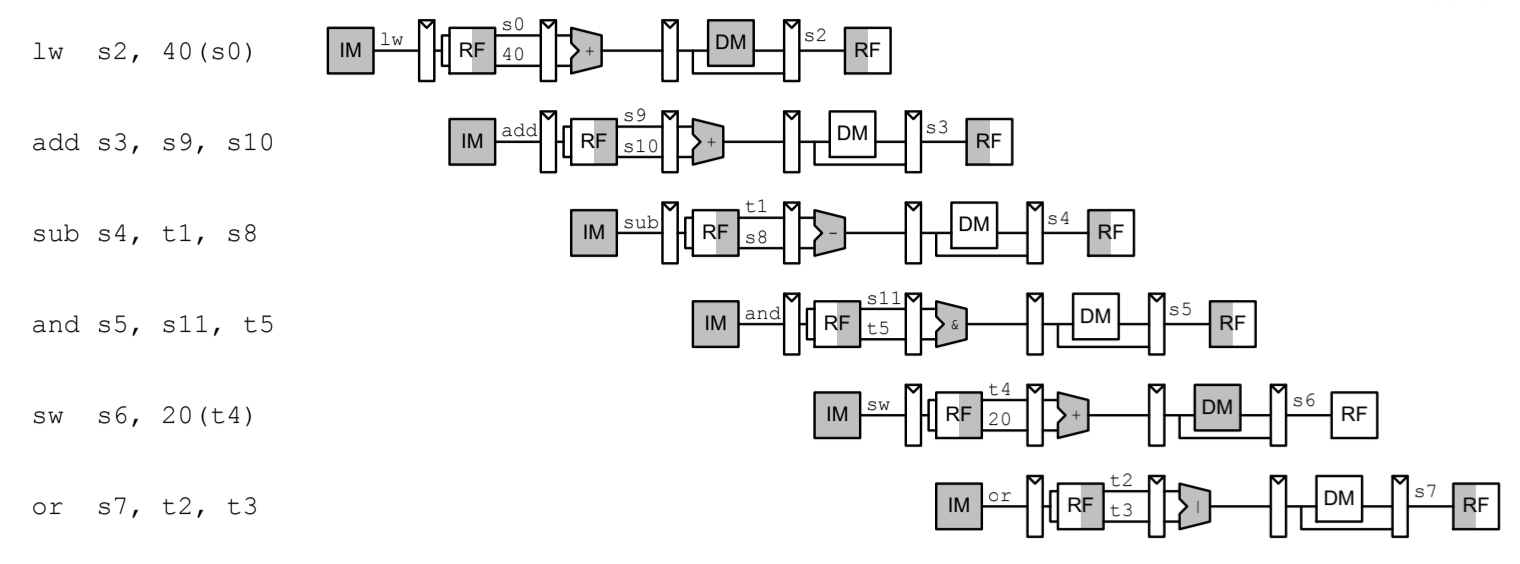 lw s2, 40(s0) IM lw RF s0 40 + DM s2 RF
add s3, s9, s10 IM add RF s9 s10 + DM s3 RF
sub s4, t1, s8 IM sub RF t1 s8 - DM s4 RF
and s5, s11, t5 IM and RF s11 t5 & DM s5 RF
sw s6, 20(t4) IM sw RF t4 20 + DM s6 RF
or s7, t2, t3 IM or RF t2 t3 | DM s7 RF